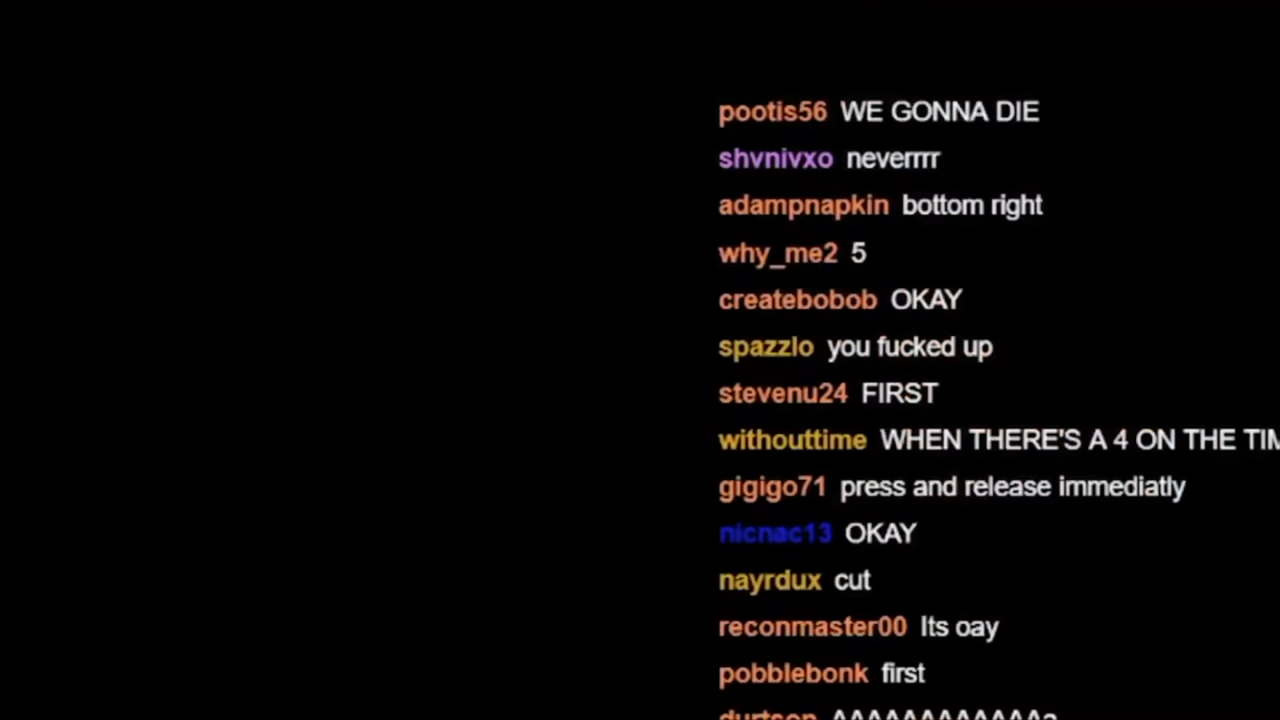 pootis56 WE GONNA DIE
shvnivxo neverrrr
adampnapkin bottom right
why_me2 5
createbobob OKAY
spazzlo you fucked up
stevenu24 FIRST
withouttime WHEN THERE'S A 4 ON THE
gigigo71 press and release immediatly
nicnac13 OKAY
nayrdux cut
reconmaster00 Its oay
pobblebonk first